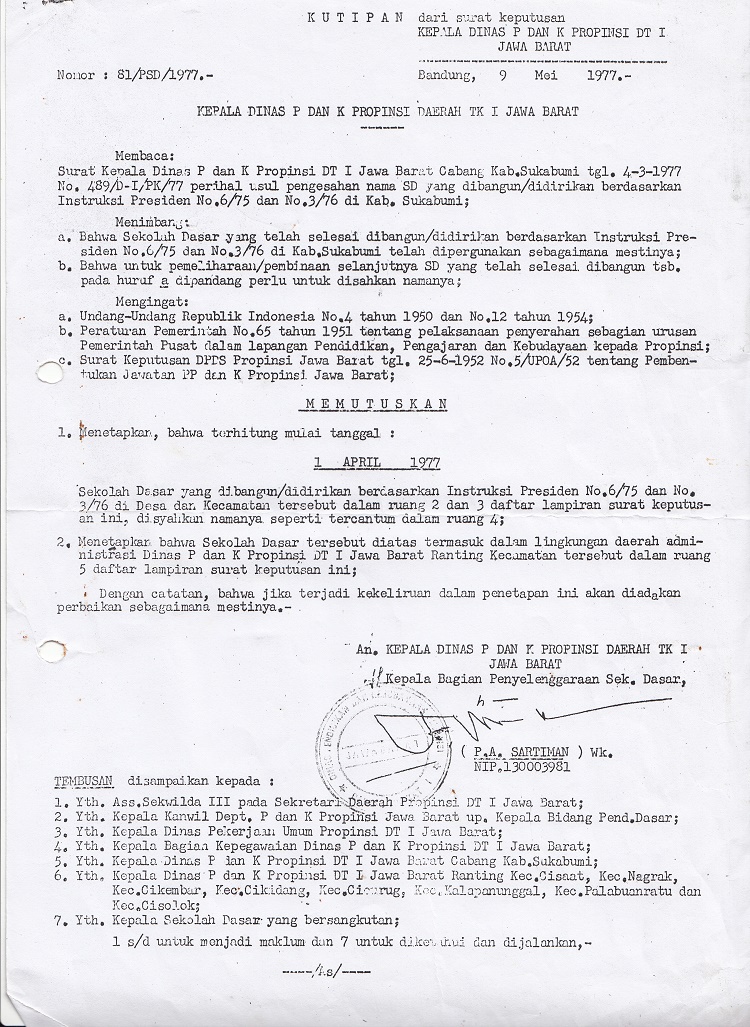 K U T I P A N dari surat keputusan
KEPALA DINAS P DAN K PROPINSI DT I
JAWA BARAT
Nomor : 81/PSD/1977.-
Bandung, 9 Mei 1977.-
KEPALA DINAS P DAN K PROPINSI DAERAH TK I JAWA BARAT
Membaca:
Surat Kepala Dinas P dan K Propinsi DT I Jawa Barat Cabang Kab.Sukabumi tgl. 4-3-1977
No. 489/D-I/PK/77 perihal usul pengesahan nama SD yang dibangun/didirikan berdasarkan
Instruksi Presiden No.6/75 dan No.3/76 di Kab. Sukabumi;
Menimbang:
a. Bahwa Sekolah Dasar yang telah selesai dibangun/didirikan berdasarkan Instruksi Pre-
siden No.6/75 dan No.3/76 di Kab.Sukabumi telah dipergunakan sebagaimana mestinya;
b. Bahwa untuk pemeliharaan/pembinaan selanjutnya SD yang telah selesai dibangun tsb.
pada huruf a dipandang perlu untuk disahkan namanya;
Mengingat:
a. Undang-Undang Republik Indonesia No.4 tahun 1950 dan No.12 tahun 1954;
b. Peraturan Pemerintah No.65 tahun 1951 tentang pelaksanaan penyerahan sebagian urusan
Pemerintah Pusat dalam lapangan Pendidikan, Pengajaran dan Kebudayaan kepada Propinsi;
c. Surat Keputusan DPDS Propinsi Jawa Barat tgl. 25-6-1952 No.5/UPOA/52 tentang Pemben-
tukan Jawatan PP dan K Propinsi Jawa Barat;
M E M U T U S K A N
1. Menetapkan, bahwa terhitung mulai tanggal :
1 APRIL 1977
Sekolah Dasar yang dibangun/didirikan berdasarkan Instruksi Presiden No.6/75 dan No.
3/76 di Desa dan Kecamatan tersebut dalam ruang 2 dan 3 daftar lampiran surat keputus-
an ini, disyahkan namanya seperti tercantum dalam ruang 4;
2. Menetapkan bahwa Sekolah Dasar tersebut diatas termasuk dalam lingkungan daerah admi-
nistrasi Dinas P dan K Propinsi DT I Jawa Barat Ranting Kecamatan tersebut dalam ruang
5 daftar lampiran surat keputusan ini;
Dengan catatan, bahwa jika terjadi kekeliruan dalam penetapan ini akan diadakan
perbaikan sebagaimana mestinya.-
An. KEPALA DINAS P DAN K PROPINSI DAERAH TK I
JAWA BARAT
Kepala Bagian Penyelenggaraan Sek. Dasar,
( P.A. SARTIMAN ) Wk.
NIP.130003981
TEMBUSAN disampaikan kepada :
1. Yth. Ass.Sekwilda III pada Sekretari Daerah Propinsi DT I Jawa Barat;
2. Yth. Kepala Kanwil Dept. P dan K Propinsi Jawa Barat up. Kepala Bidang Pend.Dasar;
3. Yth. Kepala Dinas Pekerjaan Umum Propinsi DT I Jawa Barat;
4. Yth. Kepala Bagian Kepegawaian Dinas P dan K Propinsi DT I Jawa Barat;
5. Yth. Kepala Dinas P dan K Propinsi DT I Jawa Barat Cabang Kab.Sukabumi;
6. Yth. Kepala Dinas P dan K Propinsi DT I Jawa Barat Ranting Kec.Cisaat, Kec.Nagrak,
Kec.Cikembar, Kec.Cikidang, Kec.Cicurug, Kec.Kalapanunggal, Kec.Palabuanratu dan
Kec.Cisolok;
7. Yth. Kepala Sekolah Dasar yang bersangkutan;
1 s/d untuk menjadi maklum dan 7 untuk diketahui dan dijalankan,-
----/4s/----